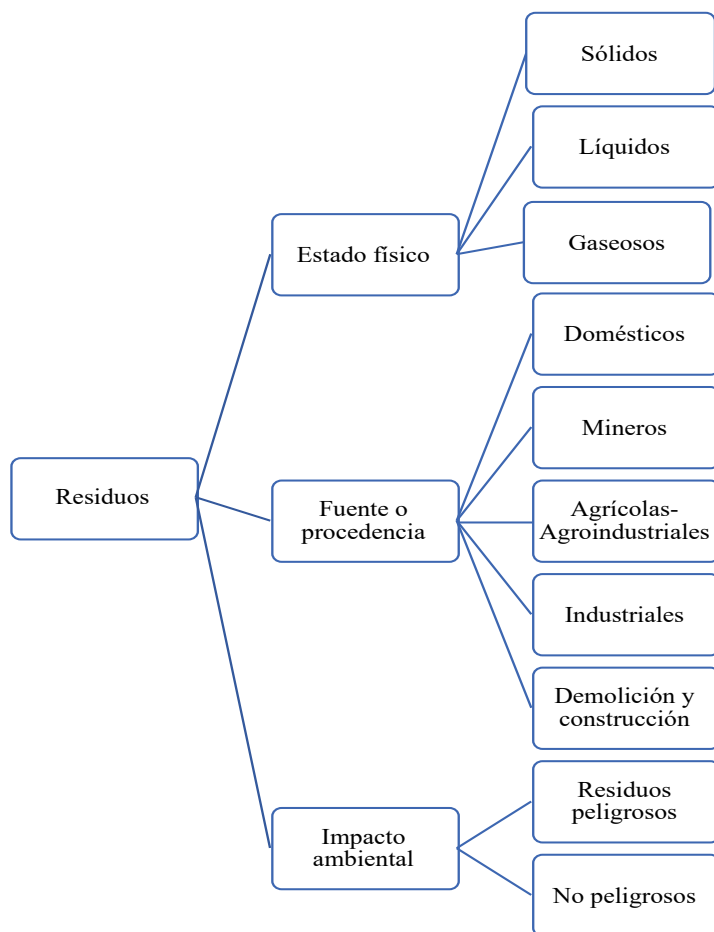 Sólidos
Líquidos
Estado físico
Gaseosos
Domésticos
Mineros
Residuos
Fuente o
procedencia
Agrícolas-
Agroindustriales
Industriales
Demolición y
construcción
Residuos
peligrosos
Impacto
ambiental
No peligrosos